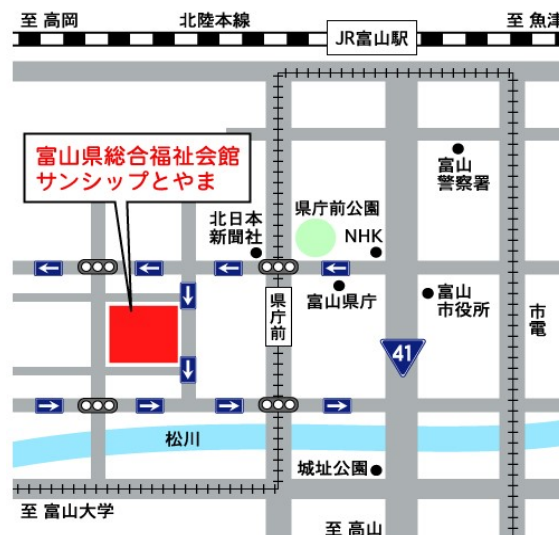 至 高岡
北陸本線
至 魚津
JR富山駅
富山県総合福祉会館
サンシップとやま
富山
警察署
県庁前公園
北日本
新聞社
NHK
富山県庁
富山
市役所
県庁前
市電
41
松川
城址公園
至 富山大学
至 高山